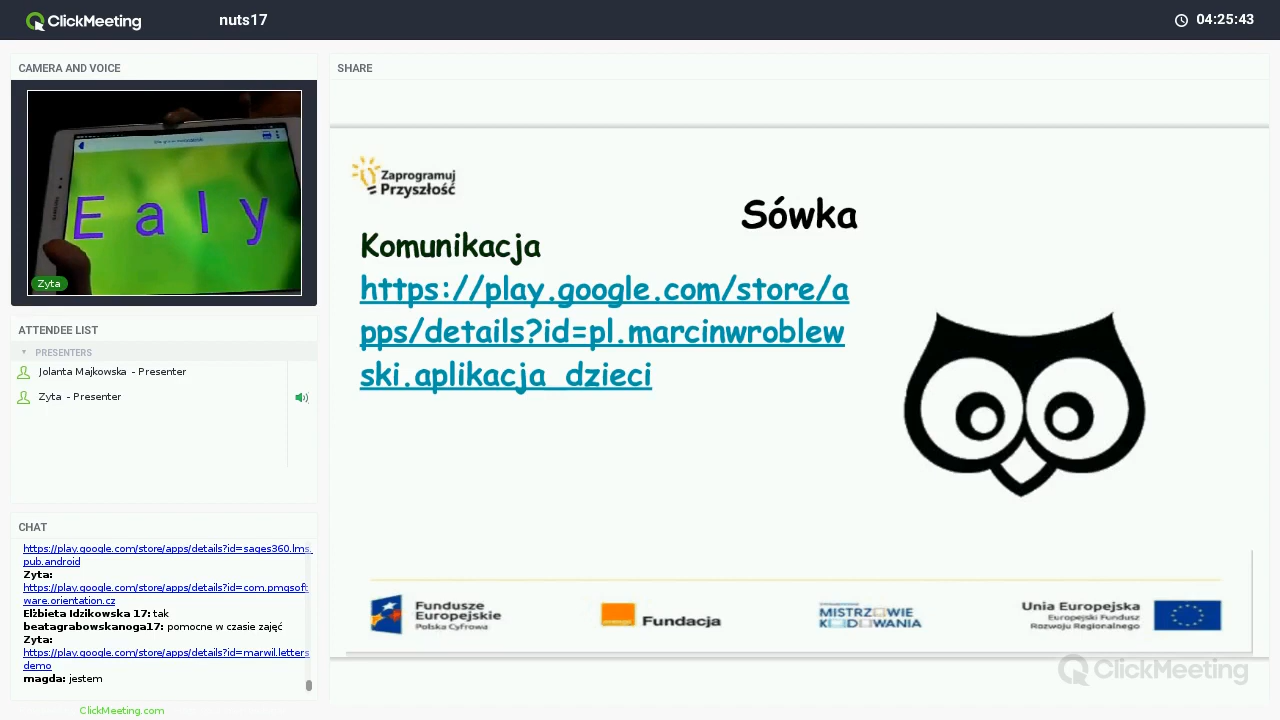 ClickMeeting
nuts17
04:25:43
CAMERA AND VOICE
E a l y
Zyta
ATTENDEE LIST
PRESENTERS
Jolanta Majkowska - Presenter
Zyta - Presenter
CHAT
https://play.google.com/store/apps/details?id=sages360.lms.
pub.android
Zyta:
https://play.google.com/store/apps/details?id=com.pmqsoft
ware.orientation.cz
Elżbieta Idzikowska 17: tak
beatagrabowskanoga17: pomocne w czasie zajęć
Zyta:
https://play.google.com/store/apps/details?id=marwil.letters
demo
magda: jestem
ClickMeeting.com
SHARE
Zaprogramuj
Przyszłość
Sówka
Komunikacja
https://play.google.com/store/a
pps/details?id=pl.marcinwroblew
ski.aplikacja_dzieci
Fundusze
Europejskie
Polska Cyfrowa
Fundacja
MISTRZOWIE
KODOWANIA
Unia Europejska
Europejski Fundusz
Rozwoju Regionalnego
ClickMeeting